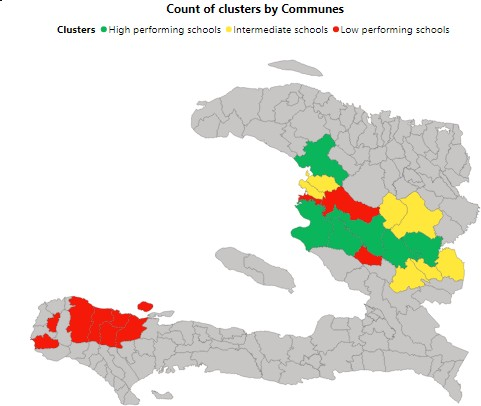 Count of clusters by Communes
Clusters High performing schools Intermediate schools Low performing schools